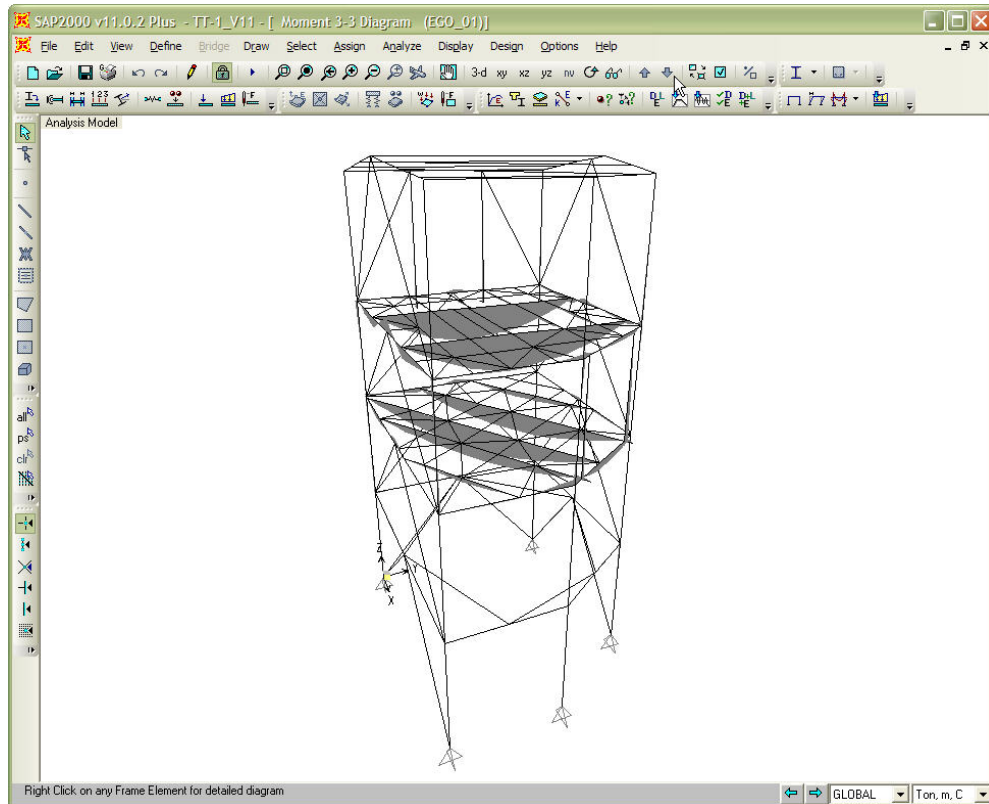 SAP2000 v11.0.2 Plus - TT-1_V11 - [ Moment 3-3 Diagram (EGO_01)]
File Edit View Define Bridge Draw Select Assign Analyze Display Design Options Help
3-d xy xz yz nv
Analysis Model
all
ps
clr
Z
Y
X
Right Click on any Frame Element for detailed diagram
GLOBAL
Ton, m, C